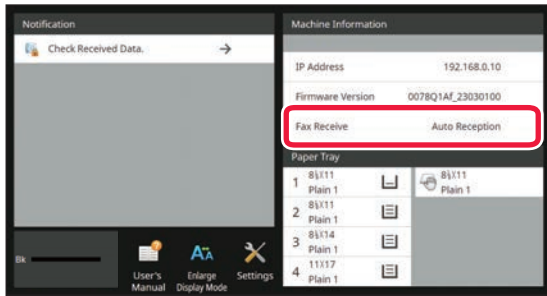 Notification
Check Received Data.
Machine Information
IP Address 192.168.0.10
Firmware Version 0078Q1Af_23030100
Fax Receive Auto Reception
Paper Tray
1 8½X11
Plain 1
8½X11
Plain 1
2 8½X11
Plain 1
3 8½X14
Plain 1
4 11X17
Plain 1
Bk
User's
Manual
Enlarge
Display Mode
Settings